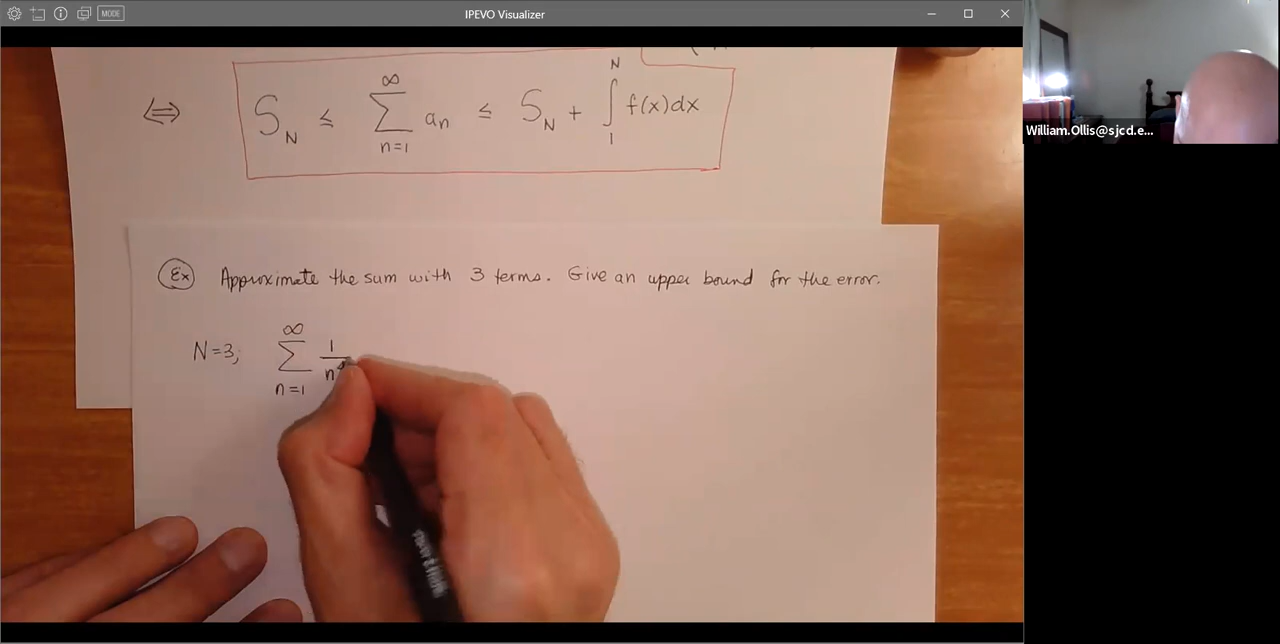 MODE
IPEVO Visualizer
⇔ S_N ≤ ∑_{n=1}^{∞} a_n ≤ S_N + ∫_1^N f(x)dx
William.Ollis@sjcd.e...
Ex Approximate the sum with 3 terms. Give an upper bound for the error.
N=3; ∑_{n=1}^{∞} 1/n